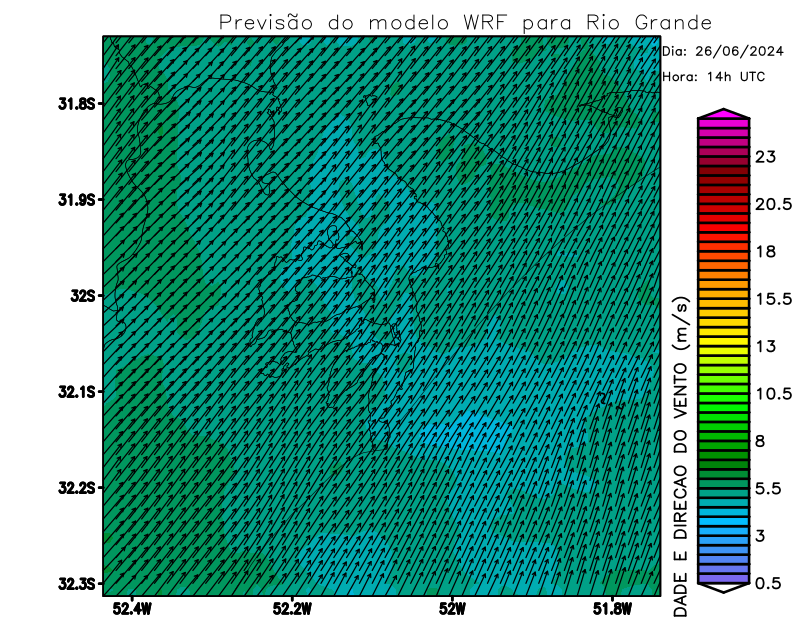 Previsão do modelo WRF para Rio Grande
Dia: 26/06/2024
Hora: 14h UTC
31.8S
31.9S
32S
32.1S
32.2S
32.3S
52.4W
52.2W
52W
51.8W
23
20.5
18
15.5
13
10.5
8
5.5
3
0.5
DADE E DIRECAO DO VENTO (m/s)